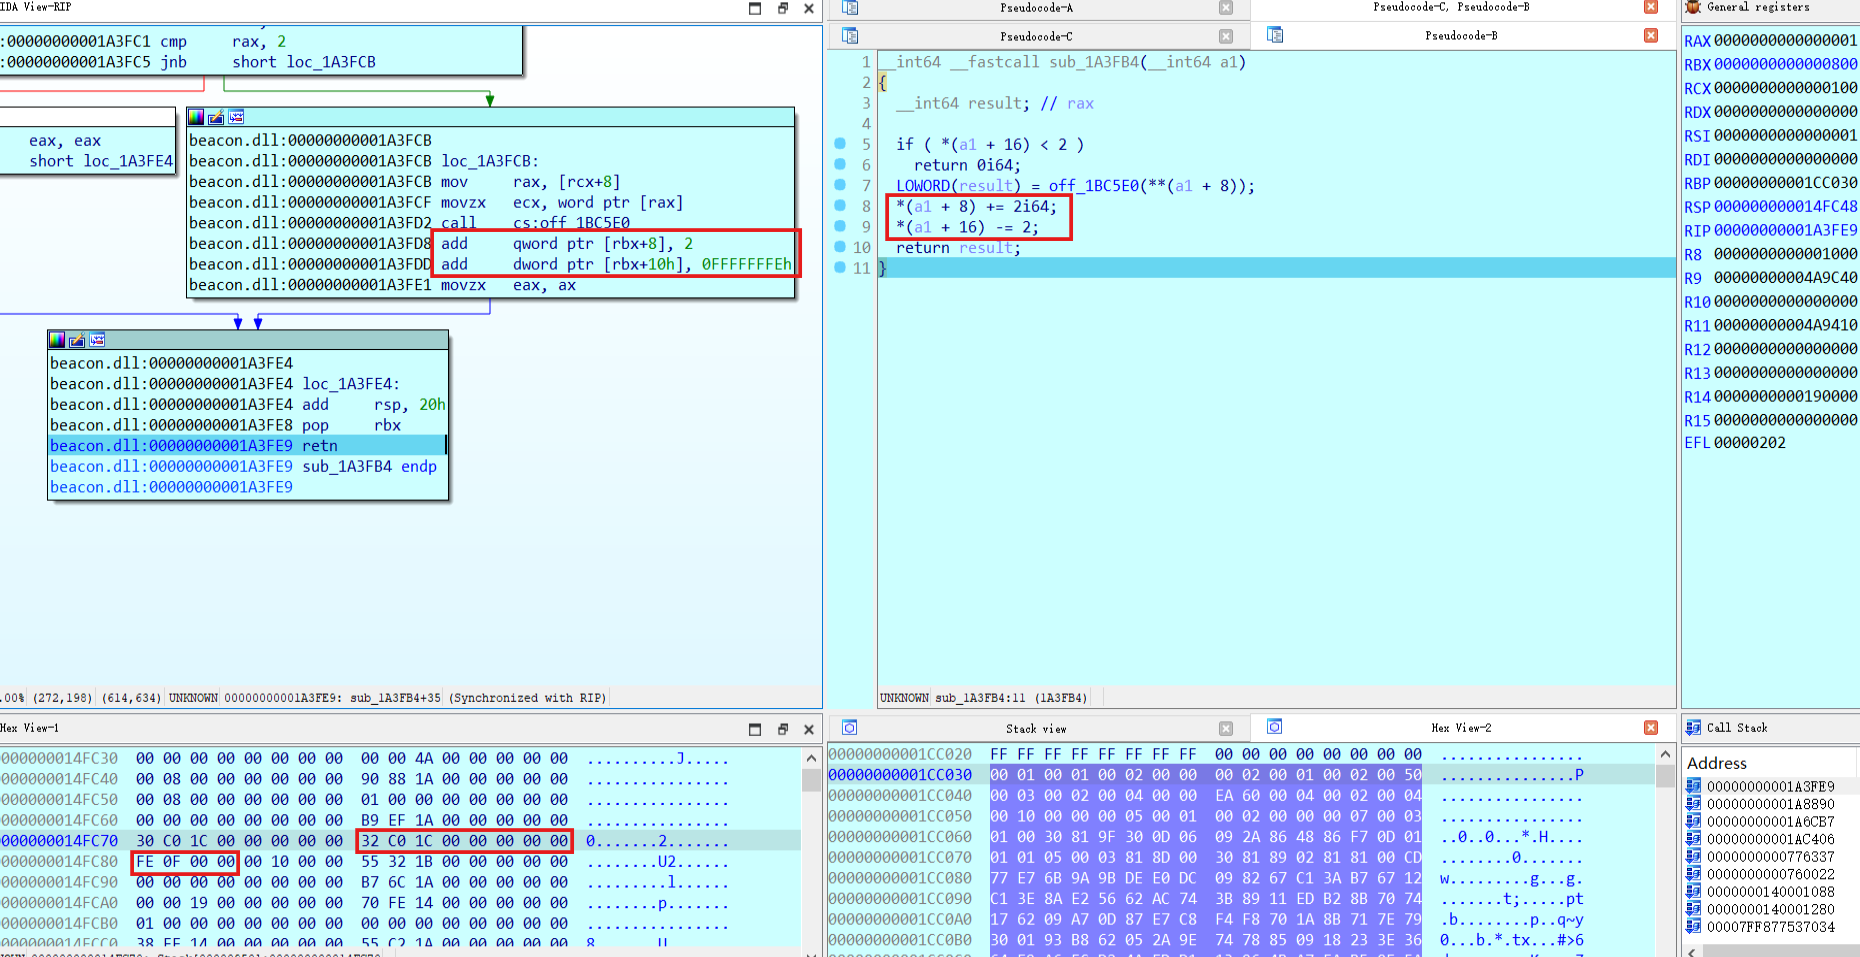 IDA View-RIP
:00000000001A3FC1 cmp rax, 2
:00000000001A3FC5 jnb short loc_1A3FCB
eax, eax
short loc_1A3FE4
beacon.dll:00000000001A3FCB
beacon.dll:00000000001A3FCB loc_1A3FCB:
beacon.dll:00000000001A3FCB mov rax, [rcx+8]
beacon.dll:00000000001A3FCF movzx ecx, word ptr [rax]
beacon.dll:00000000001A3FD2 call cs:off_1BC5E0
beacon.dll:00000000001A3FD8 add qword ptr [rbx+8], 2
beacon.dll:00000000001A3FDD add dword ptr [rbx+10h], 0FFFFFFFEh
beacon.dll:00000000001A3FE1 movzx eax, ax
beacon.dll:00000000001A3FE4
beacon.dll:00000000001A3FE4 loc_1A3FE4:
beacon.dll:00000000001A3FE4 add rsp, 20h
beacon.dll:00000000001A3FE8 pop rbx
beacon.dll:00000000001A3FE9 retn
beacon.dll:00000000001A3FE9 sub_1A3FB4 endp
beacon.dll:00000000001A3FE9
.00% (272,198) (614,634) UNKNOWN 00000000001A3FE9: sub_1A3FB4+35 (Synchronized with RIP)
Pseudocode-A
Pseudocode-C, Pseudocode-B
Pseudocode-C
Pseudocode-B
1 __int64 __fastcall sub_1A3FB4(__int64 a1)
2 {
3 __int64 result; // rax
4
5 if ( *(a1 + 16) < 2 )
6 return 0i64;
7 LOWORD(result) = off_1BC5E0(**(a1 + 8));
8 *(a1 + 8) += 2i64;
9 *(a1 + 16) -= 2;
10 return result;
11 }
UNKNOWN sub_1A3FB4:11 (1A3FB4)
General registers
RAX 0000000000000001
RBX 0000000000000800
RCX 0000000000000100
RDX 0000000000000000
RSI 0000000000000001
RDI 0000000000000000
RBP 00000000001CC030
RSP 000000000014FC48
RIP 00000000001A3FE9
R8 0000000000001000
R9 00000000004A9C40
R10 0000000000000000
R11 00000000004A9410
R12 0000000000000000
R13 0000000000000000
R14 0000000000190000
R15 0000000000000000
EFL 00000202
Hex View-1
00000000014FC30 00 00 00 00 00 00 00 00 00 00 4A 00 00 00 00 00 ..........J.....
00000000014FC40 00 08 00 00 00 00 00 00 90 88 1A 00 00 00 00 00 ................
00000000014FC50 00 08 00 00 00 00 00 00 01 00 00 00 00 00 00 00 ................
00000000014FC60 00 00 00 00 00 00 00 00 B9 EF 1A 00 00 00 00 00 ................
00000000014FC70 30 C0 1C 00 00 00 00 00 32 C0 1C 00 00 00 00 00 0.......2.......
00000000014FC80 FE 0F 00 00 00 10 00 00 55 32 1B 00 00 00 00 00 ........U2......
00000000014FC90 00 00 00 00 00 00 00 00 B7 6C 1A 00 00 00 00 00 .........l......
00000000014FCA0 00 00 19 00 00 00 00 00 70 FE 14 00 00 00 00 00 ........p.......
00000000014FCB0 01 00 00 00 00 00 00 00 00 00 00 00 00 00 00 00 ................
Stack view
Hex View-2
00000000001CC020 FF FF FF FF FF FF FF FF 00 00 00 00 00 00 00 00 ................
00000000001CC030 00 01 00 01 00 02 00 00 00 02 00 01 00 02 00 50 ...............P
00000000001CC040 00 03 00 02 00 04 00 00 EA 60 00 04 00 02 00 04 ................
00000000001CC050 00 10 00 00 00 05 00 01 00 02 00 00 00 07 00 03 ................
00000000001CC060 01 00 30 81 9F 30 0D 06 09 2A 86 48 86 F7 0D 01 ..0..0...*.H....
00000000001CC070 01 01 05 00 03 81 8D 00 30 81 89 02 81 81 00 CD ........0.......
00000000001CC080 77 E7 6B 9A 9B DE E0 DC 09 82 67 C1 3A B7 67 12 w.........g...g.
00000000001CC090 C1 3E 8A E2 56 62 AC 74 3B 89 11 ED B2 8B 70 74 .......t;.....pt
00000000001CC0A0 17 62 09 A7 0D 87 E7 C8 F4 F8 70 1A 8B 71 7E 79 .b........p..q~y
00000000001CC0B0 30 01 93 B8 62 05 2A 9E 74 78 85 09 18 23 3E 36 0...b.*.tx...#>6
Call Stack
Address
00000000001A3FE9
00000000001A8890
00000000001A6CB7
00000000001AC406
0000000000776337
0000000000760022
0000000140001088
0000000140001280
00007FF877537034